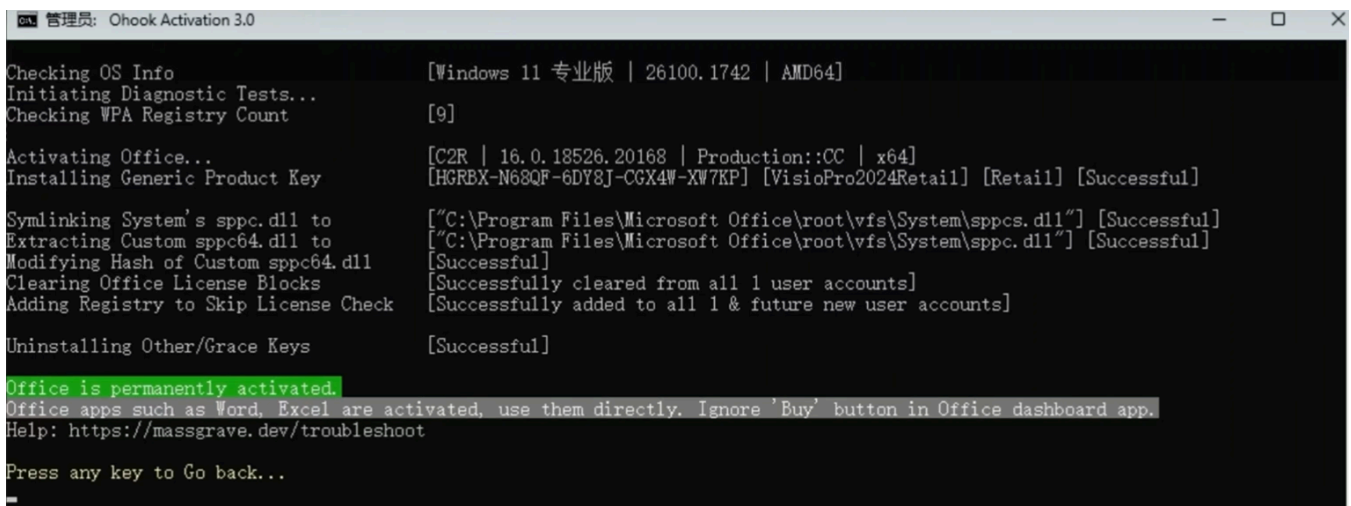 管理员: Ohook Activation 3.0
Checking OS Info [Windows 11 专业版 | 26100.1742 | AMD64]
Initiating Diagnostic Tests...
Checking WPA Registry Count [9]
Activating Office... [C2R | 16.0.18526.20168 | Production::CC | x64]
Installing Generic Product Key [HGRBX-N68QF-6DY8J-CGX4W-XW7KP] [VisioPro2024Retail] [Retail] [Successful]
Symlinking System's sppc.dll to ["C:\Program Files\Microsoft Office\root\vfs\System\sppcs.dll"] [Successful]
Extracting Custom sppc64.dll to ["C:\Program Files\Microsoft Office\root\vfs\System\sppc.dll"] [Successful]
Modifying Hash of Custom sppc64.dll [Successful]
Clearing Office License Blocks [Successfully cleared from all 1 user accounts]
Adding Registry to Skip License Check [Successfully added to all 1 & future new user accounts]
Uninstalling Other/Grace Keys [Successful]
Office is permanently activated.
Office apps such as Word, Excel are activated, use them directly. Ignore 'Buy' button in Office dashboard app.
Help: https://massgrave.dev/troubleshoot
Press any key to Go back...